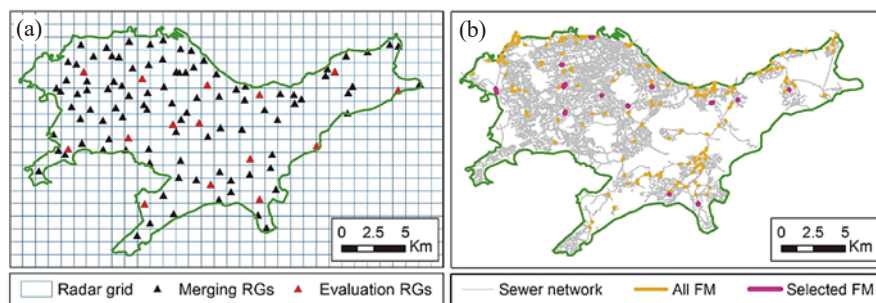 (a)
(b)
0 2.5 5
Km
0 2.5 5
Km
Radar grid Merging RGs Evaluation RGs
Sewer network All FM Selected FM